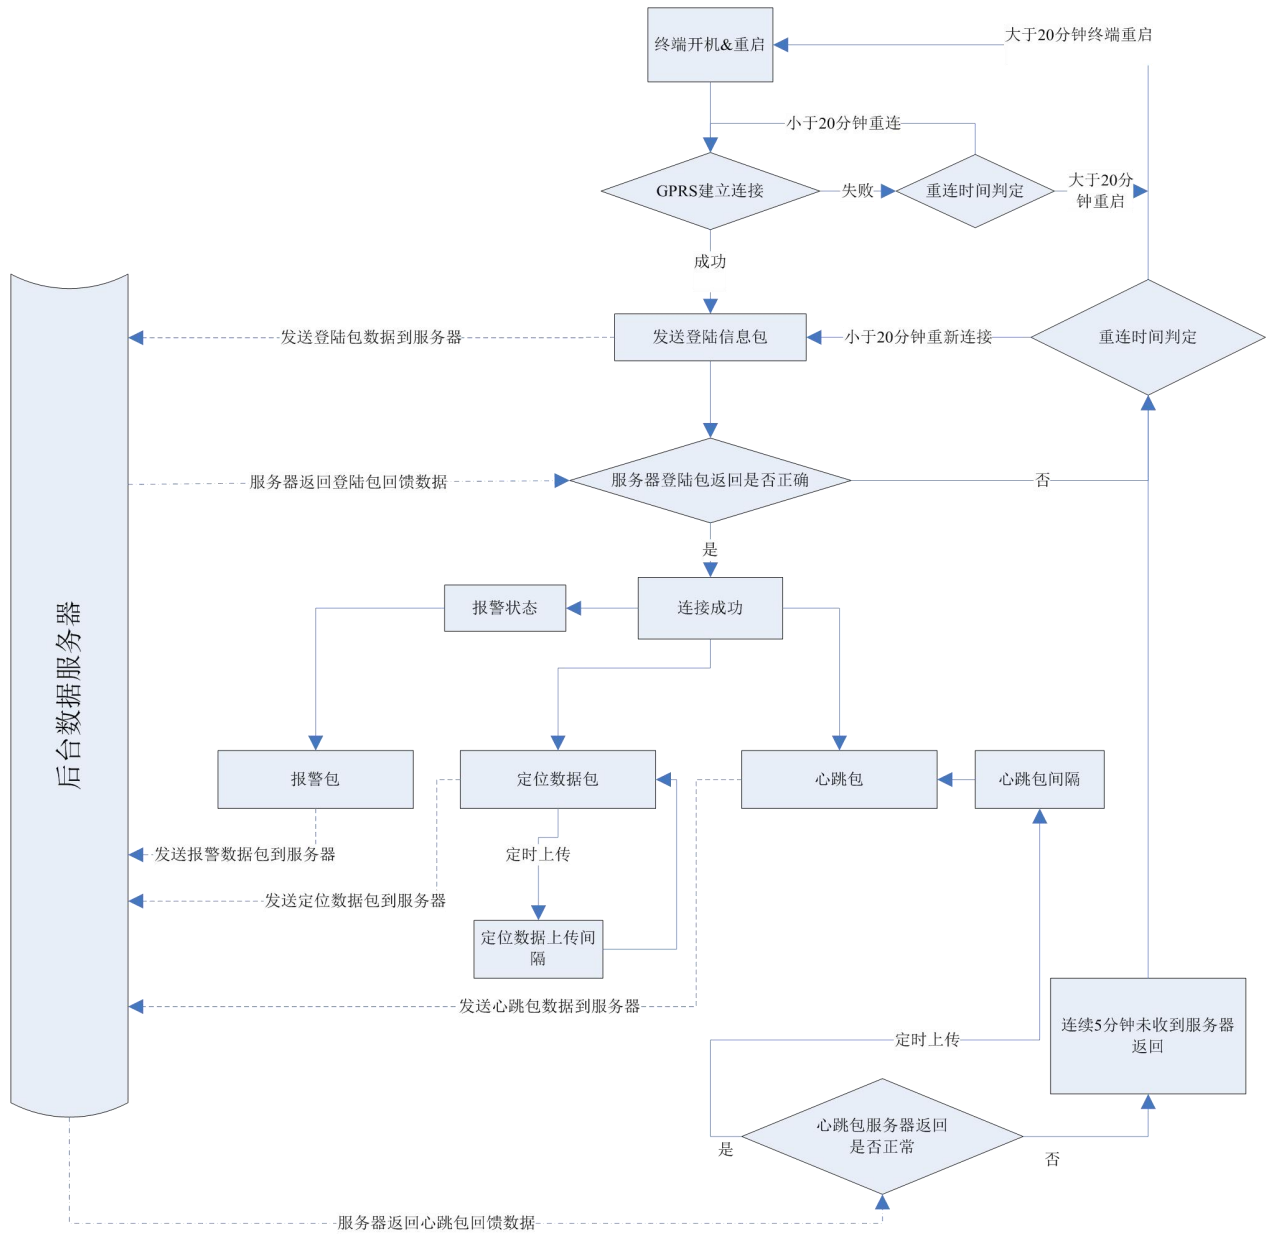 终端开机&重启
大于20分钟终端重启
小于20分钟重连
GPRS建立连接
失败
重连时间判定
大于20分
钟重启
成功
发送登陆包数据到服务器
发送登陆信息包
小于20分钟重新连接
重连时间判定
服务器返回登陆包回馈数据
服务器登陆包返回是否正确
否
是
报警状态
连接成功
后台数据服务器
报警包
定位数据包
心跳包
心跳包间隔
发送报警数据包到服务器
定时上传
发送定位数据包到服务器
定位数据上传间
隔
发送心跳包数据到服务器
定时上传
连续5分钟未收到服务器
返回
心跳包服务器返回
是否正常
是
否
服务器返回心跳包回馈数据